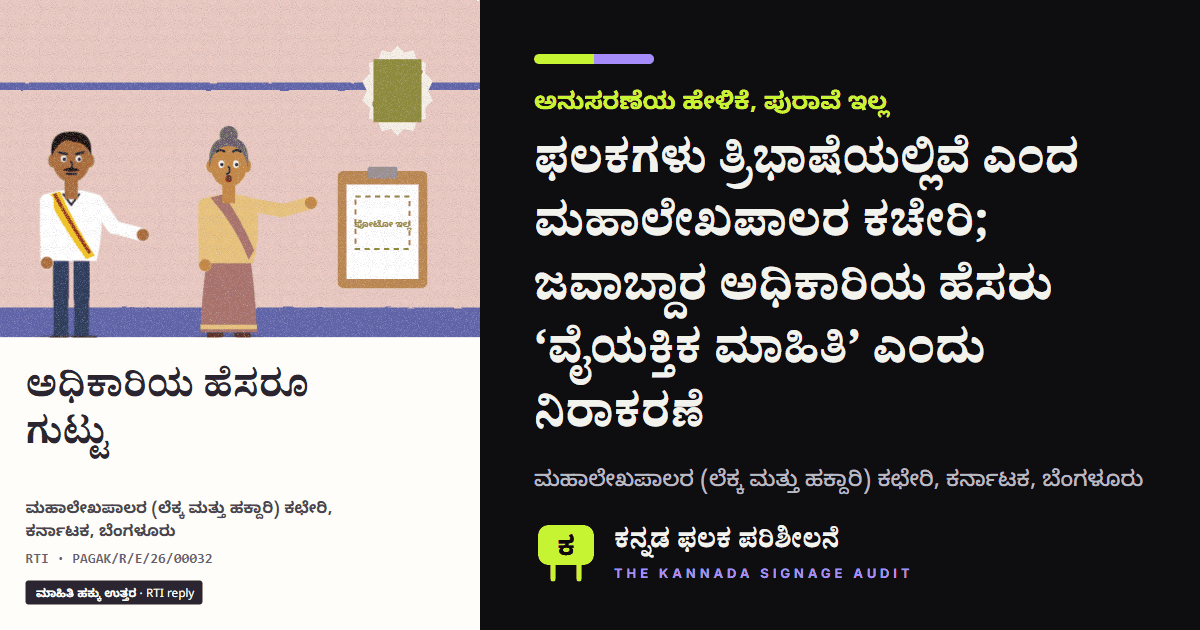 ಫೋಟೋ ಇಲ್ಲ
ಅಧಿಕಾರಿಯ ಹೆಸರೂ
ಗುಟ್ಟು
ಮಹಾಲೇಖಪಾಲರ (ಲೆಕ್ಕ ಮತ್ತು ಹಕ್ದಾರಿ) ಕಛೇರಿ,
ಕರ್ನಾಟಕ, ಬೆಂಗಳೂರು
RTI · PAGAK/R/E/26/00032
ಮಾಹಿತಿ ಹಕ್ಕು ಉತ್ತರ · RTI reply
ಅನುಸರಣೆಯ ಹೇಳಿಕೆ, ಪುರಾವೆ ಇಲ್ಲ
ಫಲಕಗಳು ತ್ರಿಭಾಷೆಯಲ್ಲಿವೆ ಎಂದ
ಮಹಾಲೇಖಪಾಲರ ಕಚೇರಿ;
ಜವಾಬ್ದಾರ ಅಧಿಕಾರಿಯ ಹೆಸರು
‘ವೈಯಕ್ತಿಕ ಮಾಹಿತಿ’ ಎಂದು
ನಿರಾಕರಣೆ
ಮಹಾಲೇಖಪಾಲರ (ಲೆಕ್ಕ ಮತ್ತು ಹಕ್ದಾರಿ) ಕಛೇರಿ, ಕರ್ನಾಟಕ, ಬೆಂಗಳೂರು
ಕ
ಕನ್ನಡ ಫಲಕ ಪರಿಶೀಲನೆ
THE KANNADA SIGNAGE AUDIT